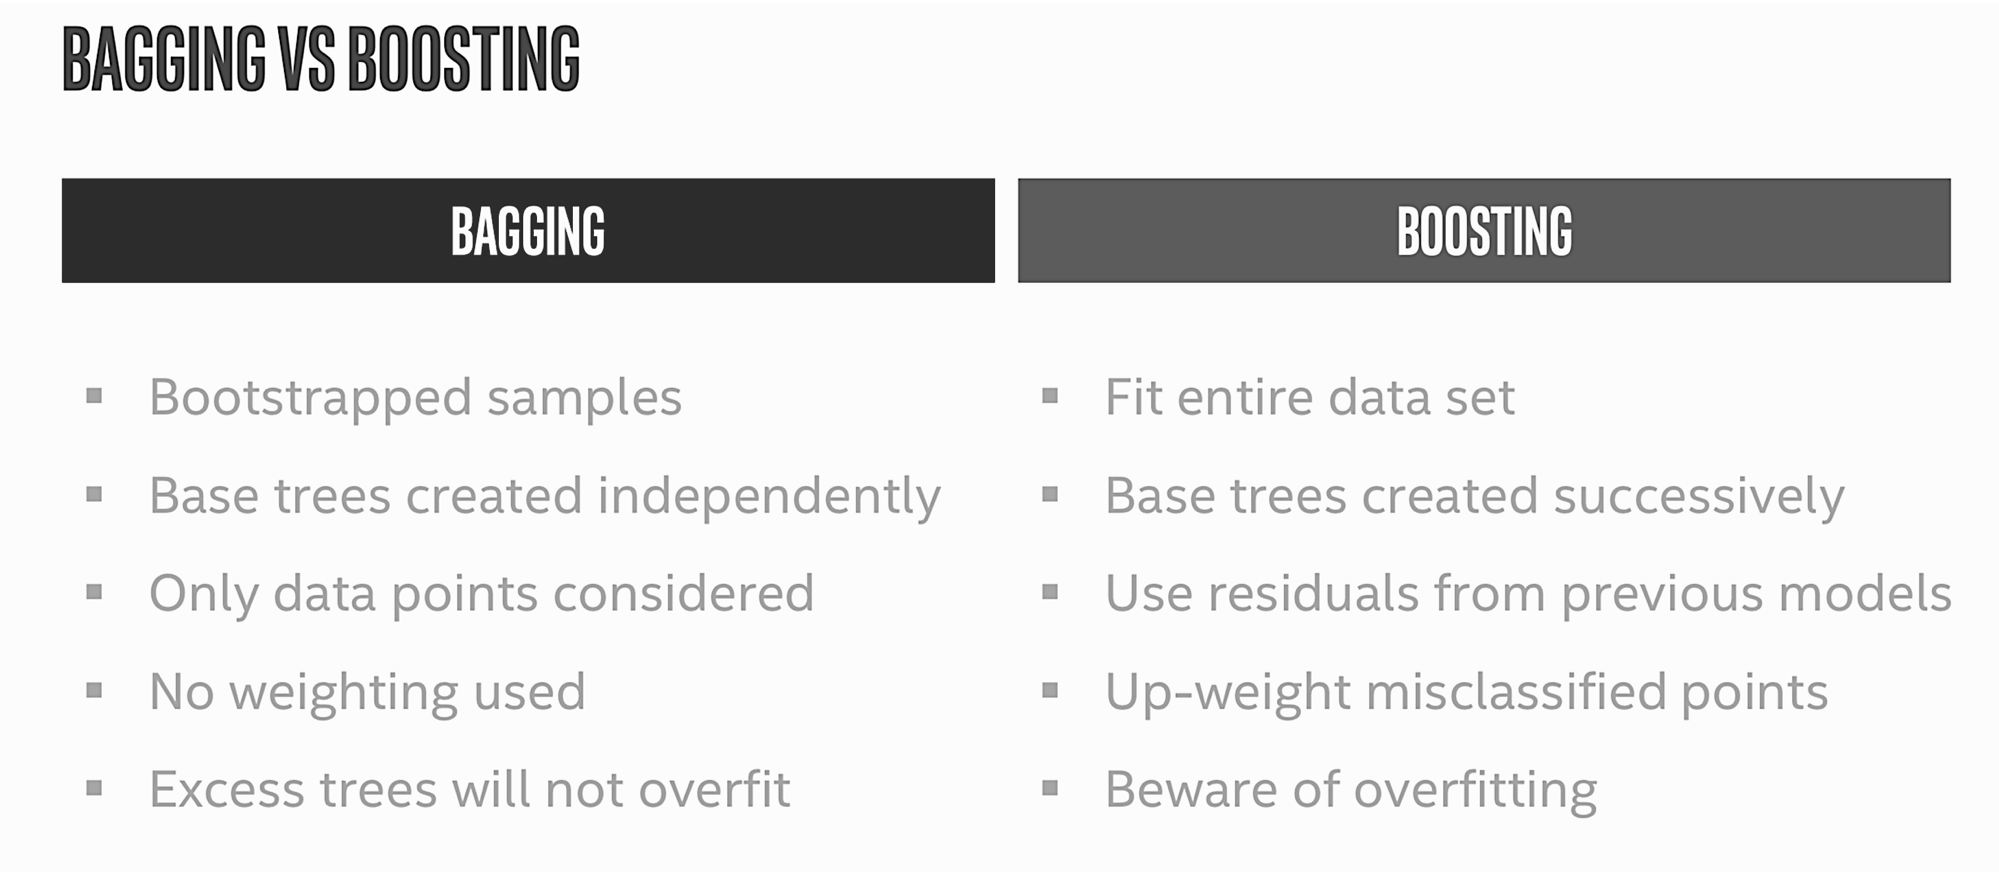 BAGGING VS BOOSTING
BAGGING
Bootstrapped samples
Base trees created independently
Only data points considered
No weighting used
Excess trees will not overfit
BOOSTING
Fit entire data set
Base trees created successively
Use residuals from previous models
Up-weight misclassified points
Beware of overfitting